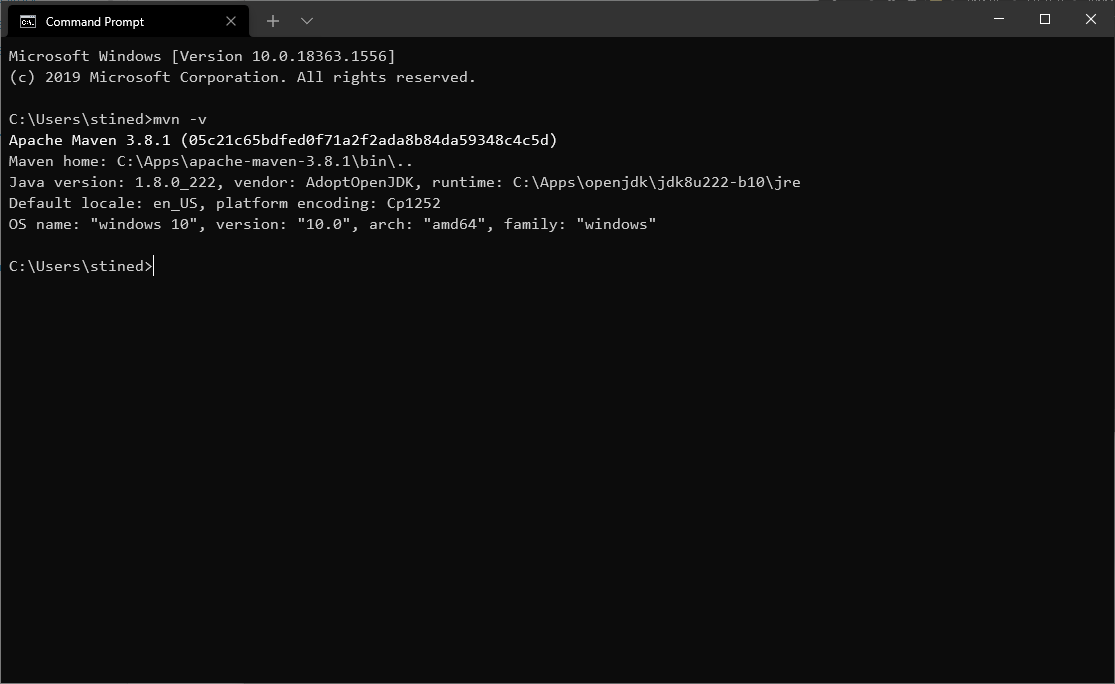 Command Prompt
Microsoft Windows [Version 10.0.18363.1556]
(c) 2019 Microsoft Corporation. All rights reserved.
C:\Users\stined>mvn -v
Apache Maven 3.8.1 (05c21c65bdfed0f71a2f2ada8b84da59348c4c5d)
Maven home: C:\Apps\apache-maven-3.8.1\bin\..
Java version: 1.8.0_222, vendor: AdoptOpenJDK, runtime: C:\Apps\openjdk\jdk8u222-b10\jre
Default locale: en_US, platform encoding: Cp1252
OS name: "windows 10", version: "10.0", arch: "amd64", family: "windows"
C:\Users\stined>